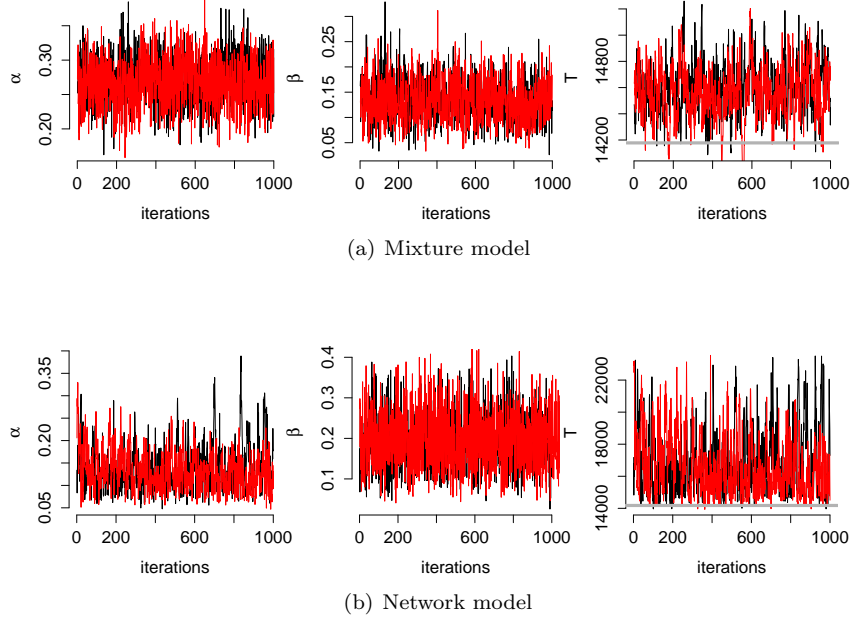 α
0.20 0.30
0 200 600 1000
iterations
β
0.05 0.15 0.25
0 200 600 1000
iterations
T
14200 14800
0 200 600 1000
iterations
(a) Mixture model
α
0.05 0.20 0.35
0 200 600 1000
iterations
β
0.1 0.2 0.3 0.4
0 200 600 1000
iterations
T
14000 18000 22000
0 200 600 1000
iterations
(b) Network model